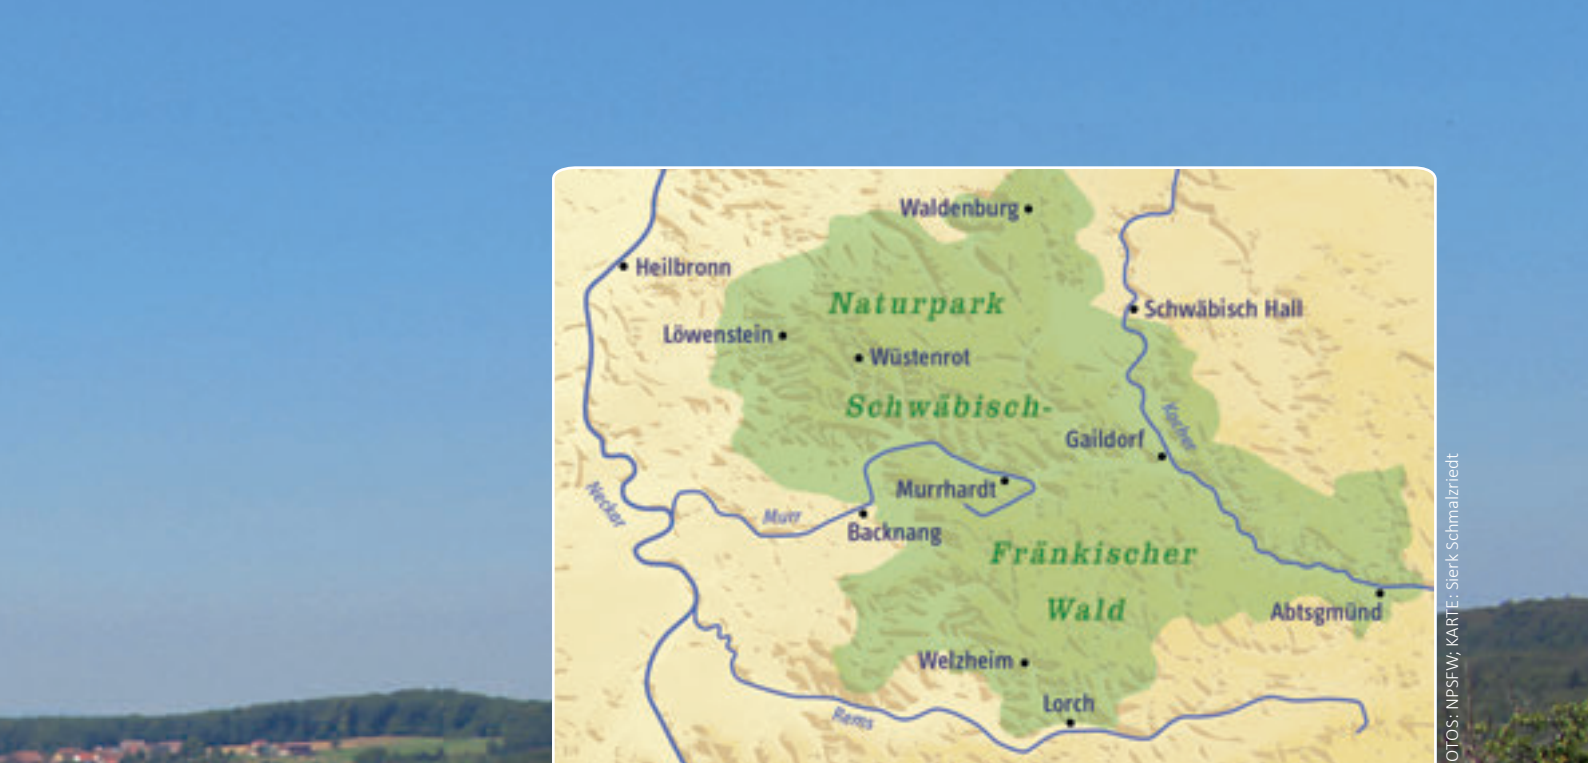 Waldenburg
Heilbronn
Naturpark
Schwäbisch Hall
Löwenstein
Wüstenrot
Schwäbisch-
Kocher
Gaildorf
Murrhardt
Neckar
Murr
Backnang
Fränkischer
Wald
Abtsgmünd
Welzheim
Lorch
Rems
OTOS: NPSFW; KARTE: Sierk Schmalzriedt